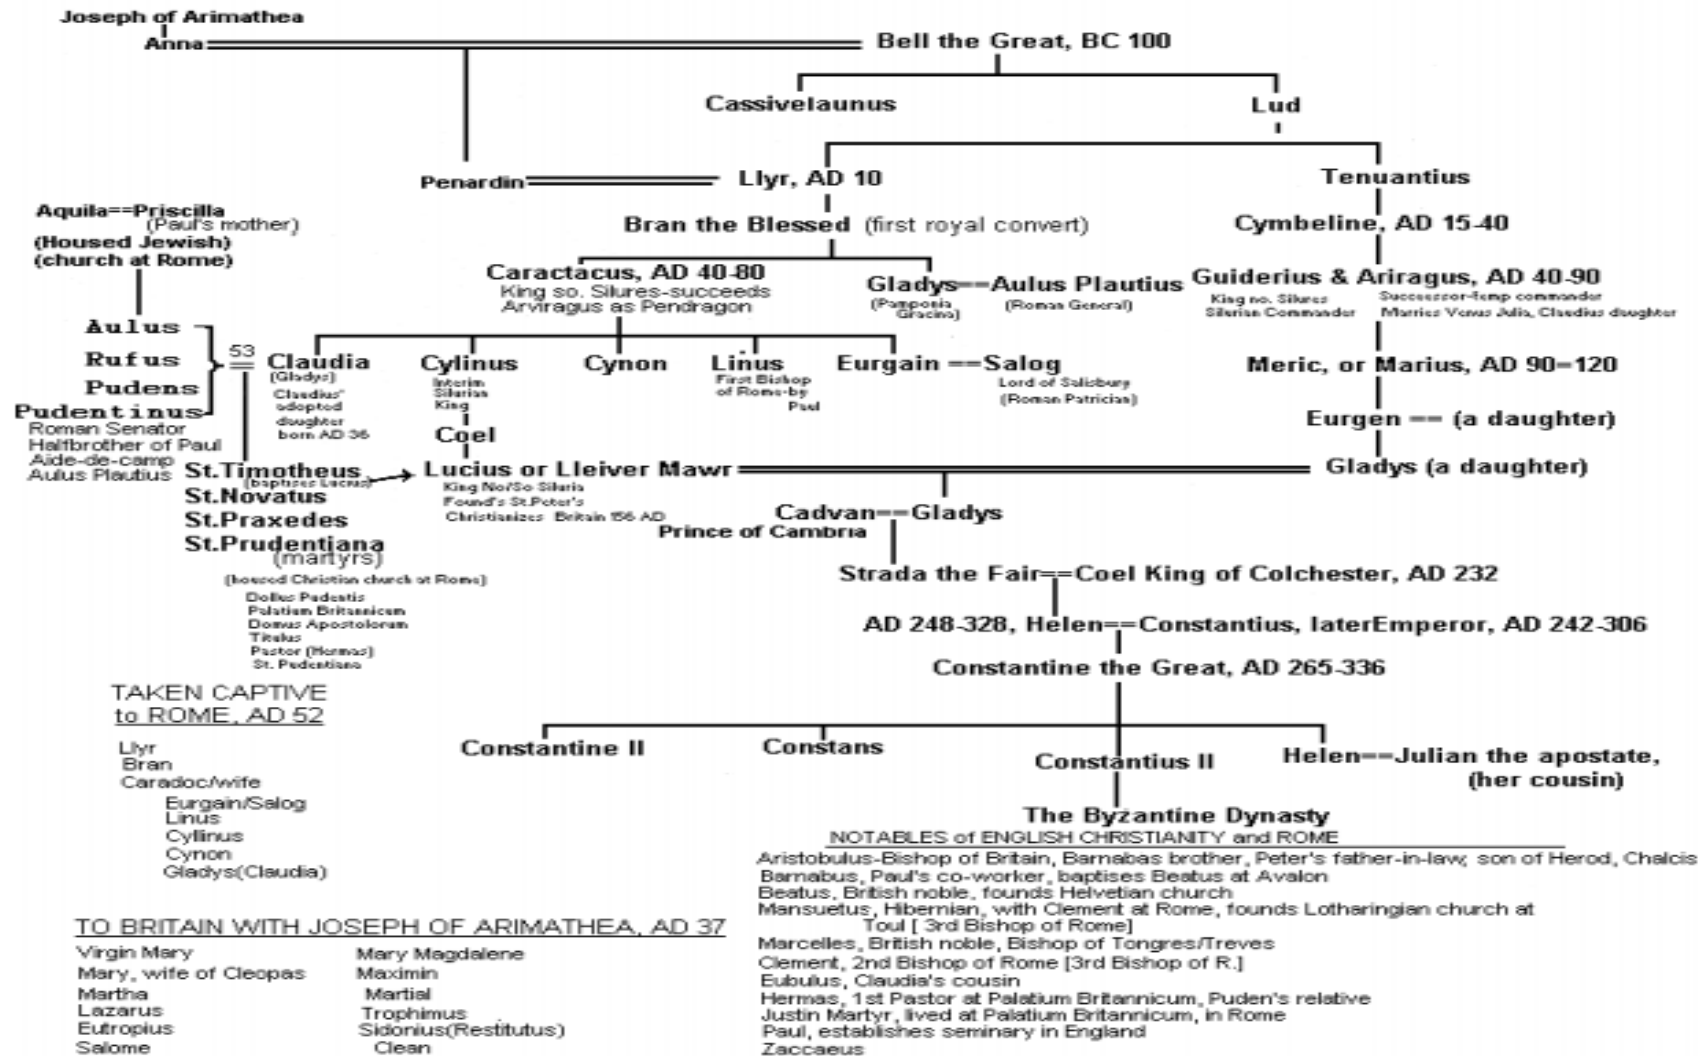 Joseph of Arimathea
Anna
Bell the Great, BC 100
Cassivelaunus
Lud
Penardin
Llyr, AD 10
Tenuantius
Aquila==Priscilla
(Paul's mother)
(Housed Jewish)
(church at Rome)
Bran the Blessed (first royal convert)
Cymbeline, AD 15-40
Caractacus, AD 40-80
King so. Silures-succeeds
Arviragus as Pendragon
Gladys==Aulus Plautius
(Pamponia
Gracina)
(Roman General)
Guiderius & Ariragus, AD 40-90
King no. Silures
Silurian Commander
Successor-temp commander
Marries Venus Julia, Claudius daughter
Aulus
Rufus
Pudens
Pudentinus
Roman Senator
Halfbrother of Paul
Aide-de-camp
Aulus Plautius
53
Claudia
(Gladys)
Claudius'
adopted
daughter
born AD 36
Cylinus
Interim
Silurian
King
Cynon
Linus
First Bishop
of Rome-by
Paul
Eurgain ==Salog
Lord of Salisbury
(Roman Patrician)
Meric, or Marius, AD 90=120
Coel
Eurgen == (a daughter)
St.Timotheus
(baptises Lucius)
St.Novatus
St.Praxedes
St.Prudentiana
(martyrs)
(housed Christian church at Rome)
Dollus Pudentis
Palatium Britannicum
Domus Apostolorum
Titulus
Pastor (Hermas)
St. Pudentiana
Lucius or Lleiver Mawr
King No/So Siluria
Found's St.Peter's
Christianizes Britain 156 AD
Gladys (a daughter)
Cadvan==Gladys
Prince of Cambria
Strada the Fair==Coel King of Colchester, AD 232
AD 248-328, Helen==Constantius, laterEmperor, AD 242-306
Constantine the Great, AD 265-336
Constantine II
Constans
Constantius II
Helen==Julian the apostate,
(her cousin)
The Byzantine Dynasty
TAKEN CAPTIVE
to ROME, AD 52
Llyr
Bran
Caradoc/wife
Eurgain/Salog
Linus
Cyllinus
Cynon
Gladys(Claudia)
TO BRITAIN WITH JOSEPH OF ARIMATHEA, AD 37
Virgin Mary
Mary, wife of Cleopas
Martha
Lazarus
Eutropius
Salome
Mary Magdalene
Maximin
Martial
Trophimus
Sidonius(Restitutus)
Clean
NOTABLES of ENGLISH CHRISTIANITY and ROME
Aristobulus-Bishop of Britain, Barnabas brother, Peter's father-in-law; son of Herod, Chalcis
Barnabus, Paul's co-worker, baptises Beatus at Avalon
Beatus, British noble, founds Helvetian church
Mansuetus, Hibernian, with Clement at Rome, founds Lotharingian church at
Toul [ 3rd Bishop of Rome]
Marcelles, British noble, Bishop of Tongres/Treves
Clement, 2nd Bishop of Rome [3rd Bishop of R.]
Eubulus, Claudia's cousin
Hermas, 1st Pastor at Palatium Britannicum, Puden's relative
Justin Martyr, lived at Palatium Britannicum, in Rome
Paul, establishes seminary in England
Zaccaeus